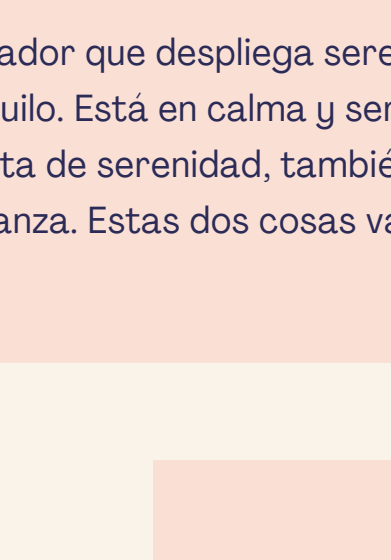 ador que despliega sere
uilo. Está en calma y ser
ta de serenidad, tambié
anza. Estas dos cosas va